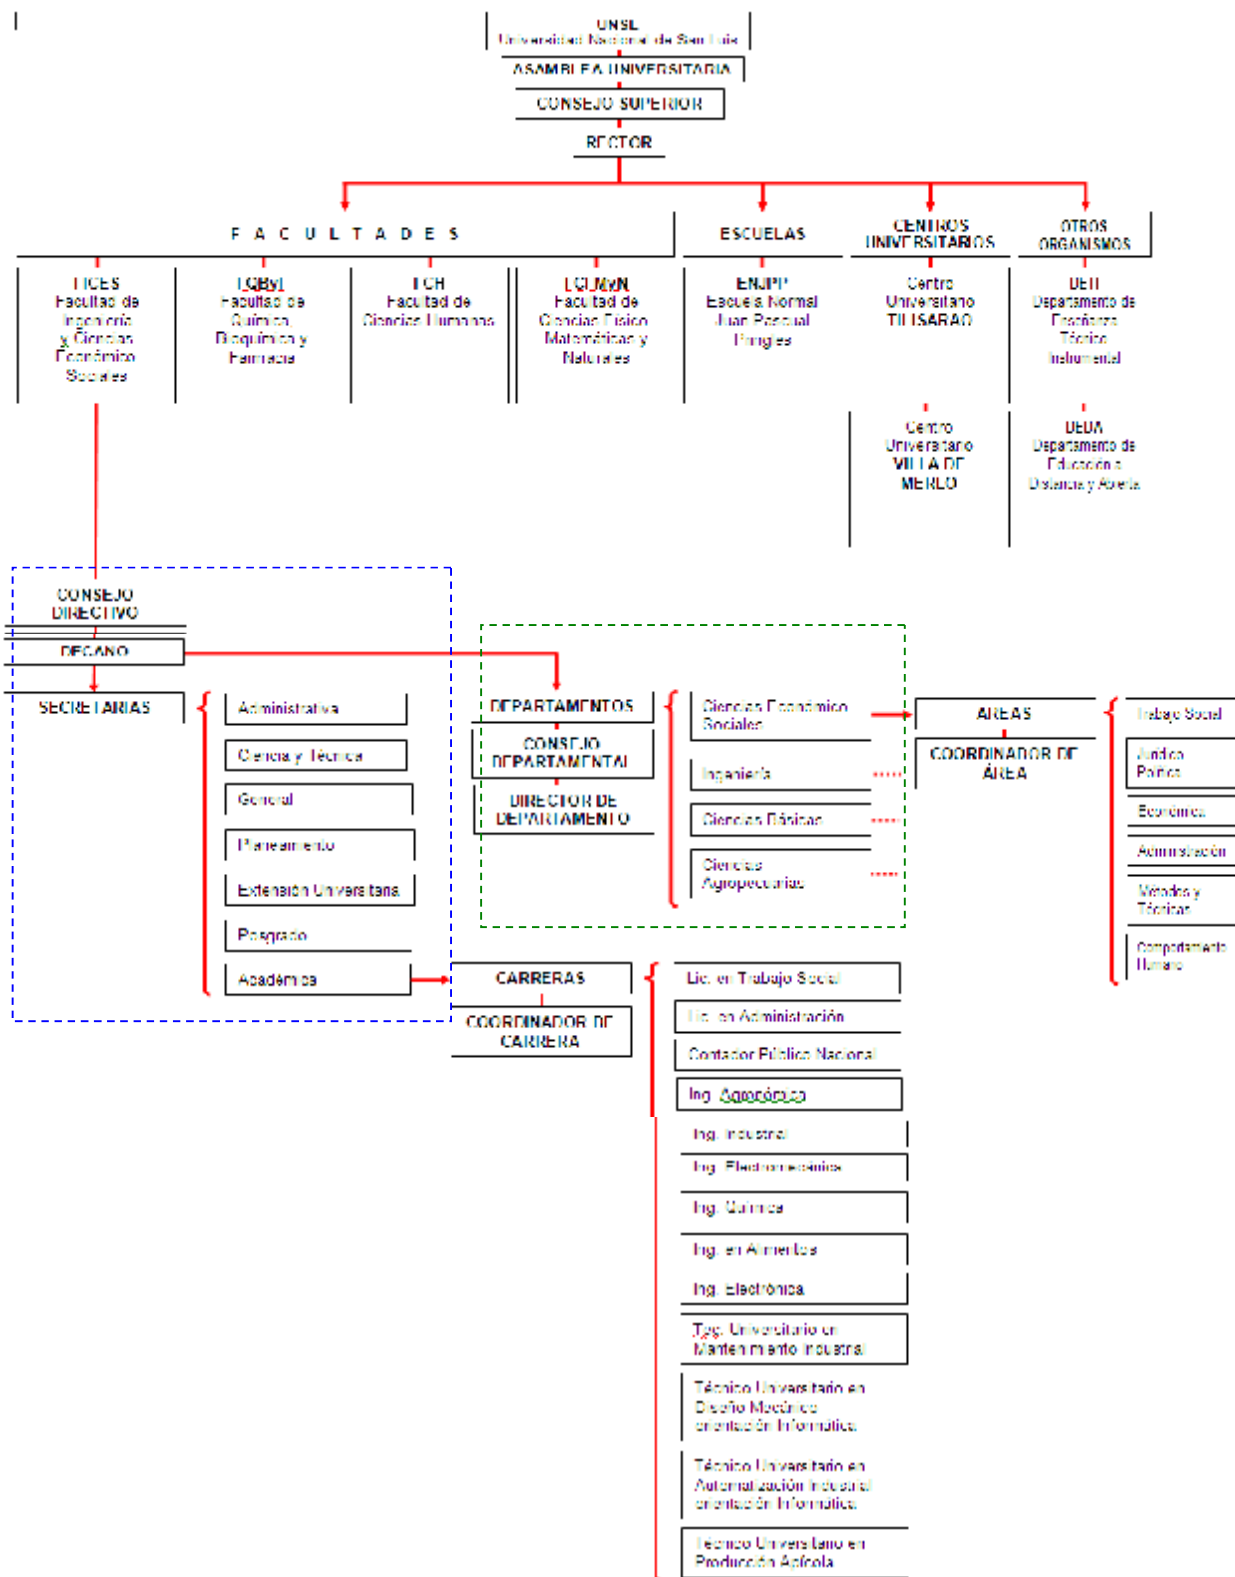 UNSL
Universidad Nacional de San Luis
ASAMBLEA UNIVERSITARIA
CONSEJO SUPERIOR
RECTOR
FACULTADES
ESCUELAS
CENTROS
UNIVERSITARIOS
OTROS
ORGANISMOS
FICES
Facultad de
Ingeniería
y Ciencias
Económico
Sociales
FQByF
Facultad de
Química,
Bioquímica y
Farmacia
FCH
Facultad de
Ciencias Humanas
FCFMyN
Facultad de
Ciencias Físico
Matemáticas y
Naturales
ENJPP
Escuela Normal
Juan Pascual
Pringles
Centro
Universitario
TILISARAO
DETI
Departamento de
Enseñanza
Técnico
Instrumental
Centro
Universitario
VILLA DE
MERLO
DEDA
Departamento de
Educación a
Distancia y Abierta
CONSEJO
DIRECTIVO
DECANO
SECRETARIAS
Administrativa
Ciencia y Técnica
General
Planeamiento
Extensión Universitaria
Posgrado
Académica
DEPARTAMENTOS
CONSEJO
DEPARTAMENTAL
DIRECTOR DE
DEPARTAMENTO
Ciencias Económico
Sociales
Ingeniería
Ciencias Básicas
Ciencias
Agropecuarias
AREAS
COORDINADOR DE
ÁREA
Trabajo Social
Jurídico
Política
Económica
Administración
Métodos y
Técnicas
Comportamiento
Humano
CARRERAS
COORDINADOR DE
CARRERA
Lic. en Trabajo Social
Lic. en Administración
Contador Público Nacional
Ing. Agronómica
Ing. Industrial
Ing. Electromecánica
Ing. Química
Ing. en Alimentos
Ing. Electrónica
Tec. Universitario en
Mantenimiento Industrial
Técnico Universitario en
Diseño Mecánico
orientación Informática
Técnico Universitario en
Automatización Industrial
orientación Informática
Técnico Universitario en
Producción Apícola